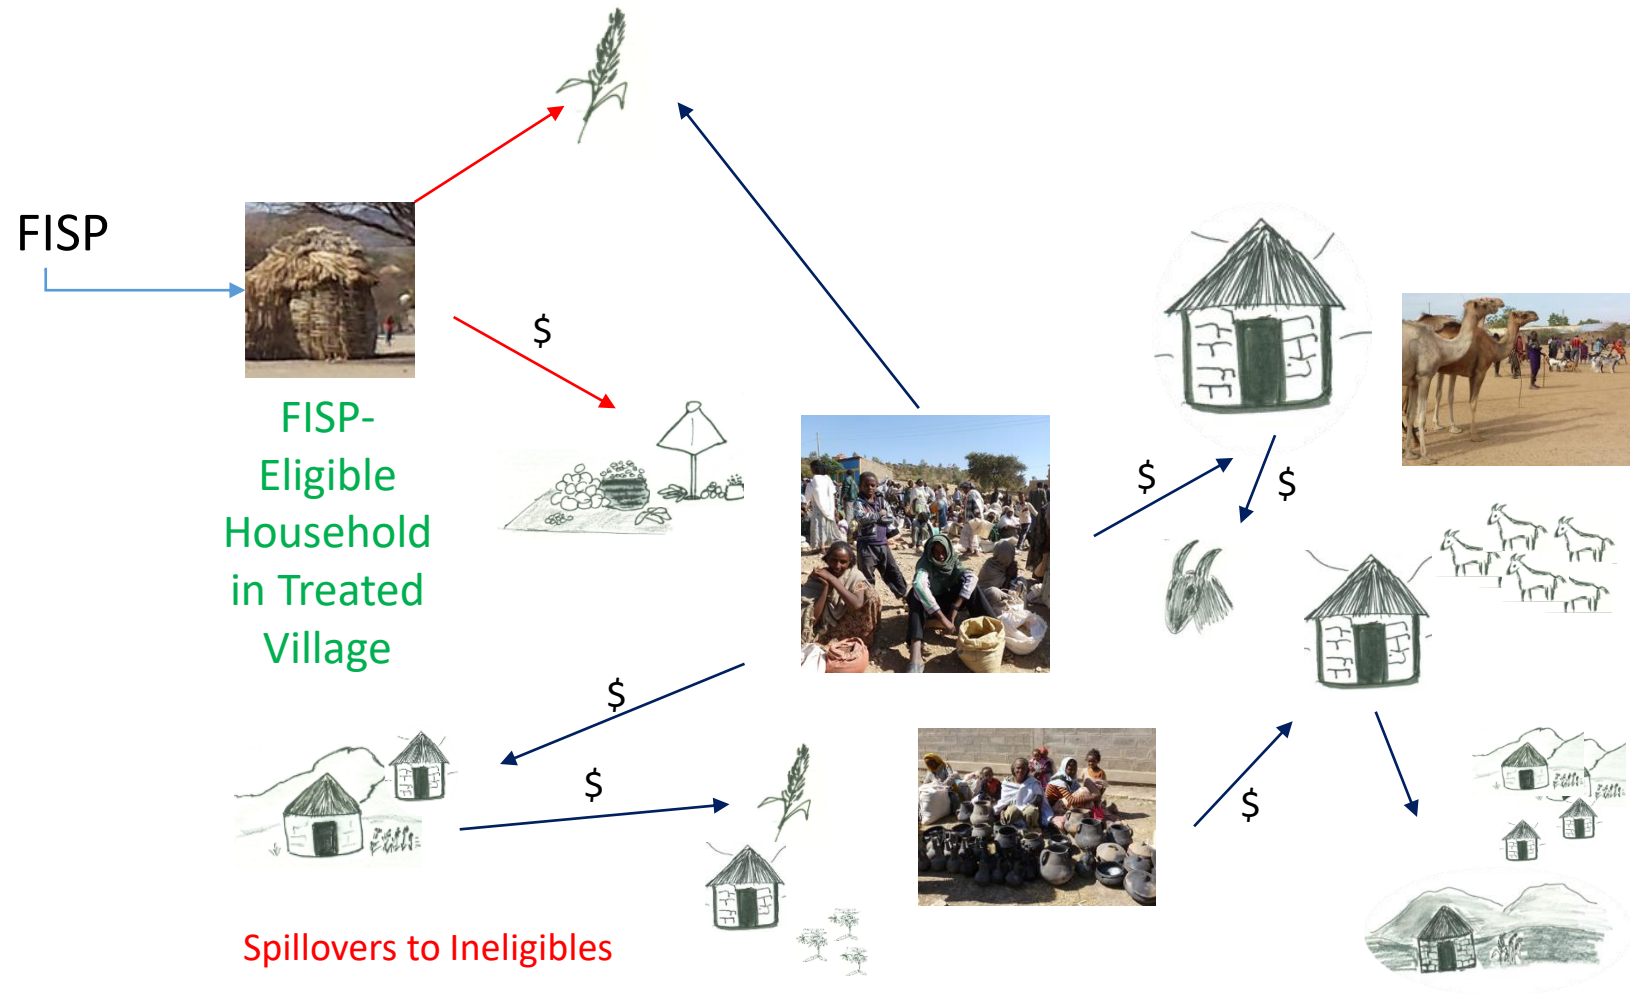 FISP
$
FISP-
Eligible
Household
in Treated
Village
$
$
$
$
$
Spillovers to Ineligibles